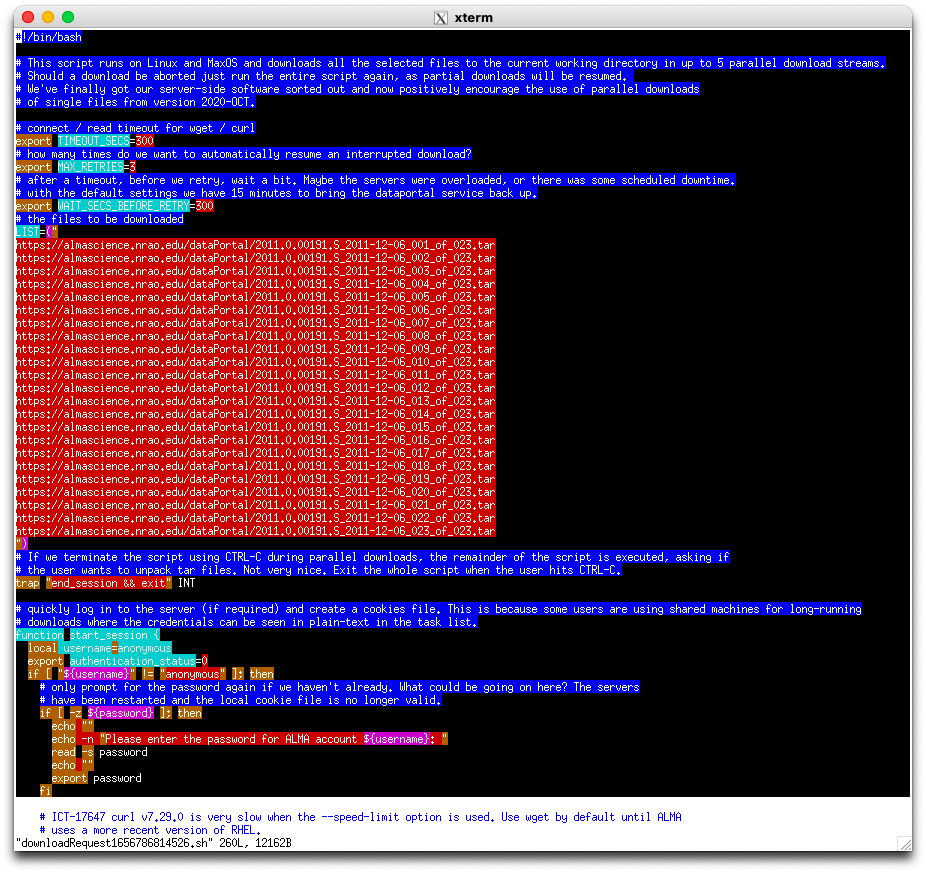 xterm
#!/bin/bash
# This script runs on Linux and MaxOS and downloads all the selected files to the current working directory in up to 5 parallel download streams.
# Should a download be aborted just run the entire script again, as partial downloads will be resumed.
# We've finally got our server-side software sorted out and now positively encourage the use of parallel downloads
# of single files from version 2020-OCT.
# connect / read timeout for wget / curl
export TIMEOUT_SECS=300
# how many times do we want to automatically resume an interrupted download?
export MAX_RETRIES=3
# after a timeout, before we retry, wait a bit. Maybe the servers were overloaded, or there was some scheduled downtime.
# with the default settings we have 15 minutes to bring the dataportal service back up.
export WAIT_SECS_BEFORE_RETRY=300
# the files to be downloaded
LIST=("
https://almascience.nrao.edu/dataPortal/2011.0.00191.S_2011-12-06_001_of_023.tar
https://almascience.nrao.edu/dataPortal/2011.0.00191.S_2011-12-06_002_of_023.tar
https://almascience.nrao.edu/dataPortal/2011.0.00191.S_2011-12-06_003_of_023.tar
https://almascience.nrao.edu/dataPortal/2011.0.00191.S_2011-12-06_004_of_023.tar
https://almascience.nrao.edu/dataPortal/2011.0.00191.S_2011-12-06_005_of_023.tar
https://almascience.nrao.edu/dataPortal/2011.0.00191.S_2011-12-06_006_of_023.tar
https://almascience.nrao.edu/dataPortal/2011.0.00191.S_2011-12-06_007_of_023.tar
https://almascience.nrao.edu/dataPortal/2011.0.00191.S_2011-12-06_008_of_023.tar
https://almascience.nrao.edu/dataPortal/2011.0.00191.S_2011-12-06_009_of_023.tar
https://almascience.nrao.edu/dataPortal/2011.0.00191.S_2011-12-06_010_of_023.tar
https://almascience.nrao.edu/dataPortal/2011.0.00191.S_2011-12-06_011_of_023.tar
https://almascience.nrao.edu/dataPortal/2011.0.00191.S_2011-12-06_012_of_023.tar
https://almascience.nrao.edu/dataPortal/2011.0.00191.S_2011-12-06_013_of_023.tar
https://almascience.nrao.edu/dataPortal/2011.0.00191.S_2011-12-06_014_of_023.tar
https://almascience.nrao.edu/dataPortal/2011.0.00191.S_2011-12-06_015_of_023.tar
https://almascience.nrao.edu/dataPortal/2011.0.00191.S_2011-12-06_016_of_023.tar
https://almascience.nrao.edu/dataPortal/2011.0.00191.S_2011-12-06_017_of_023.tar
https://almascience.nrao.edu/dataPortal/2011.0.00191.S_2011-12-06_018_of_023.tar
https://almascience.nrao.edu/dataPortal/2011.0.00191.S_2011-12-06_019_of_023.tar
https://almascience.nrao.edu/dataPortal/2011.0.00191.S_2011-12-06_020_of_023.tar
https://almascience.nrao.edu/dataPortal/2011.0.00191.S_2011-12-06_021_of_023.tar
https://almascience.nrao.edu/dataPortal/2011.0.00191.S_2011-12-06_022_of_023.tar
https://almascience.nrao.edu/dataPortal/2011.0.00191.S_2011-12-06_023_of_023.tar
")
# If we terminate the script using CTRL-C during parallel downloads, the remainder of the script is executed, asking if
# the user wants to unpack tar files. Not very nice. Exit the whole script when the user hits CTRL-C.
trap "end_session && exit" INT
# quickly log in to the server (if required) and create a cookies file. This is because some users are using shared machines for long-running
# downloads where the credentials can be seen in plain-text in the task list.
function start_session {
  local username=anonymous
  export authentication_status=0
  if [ "${username}" != "anonymous" ]; then
    # only prompt for the password again if we haven't already. What could be going on here? The servers
    # have been restarted and the local cookie file is no longer valid.
    if [ -z ${password} ]; then
      echo ""
      echo -n "Please enter the password for ALMA account ${username}: "
      read -s password
      echo ""
      export password
    fi
    # ICT-17647 curl v7.29.0 is very slow when the --speed-limit option is used. Use wget by default until ALMA
    # uses a more recent version of RHEL.
"downloadRequest1656786814526.sh" 260L, 12162B